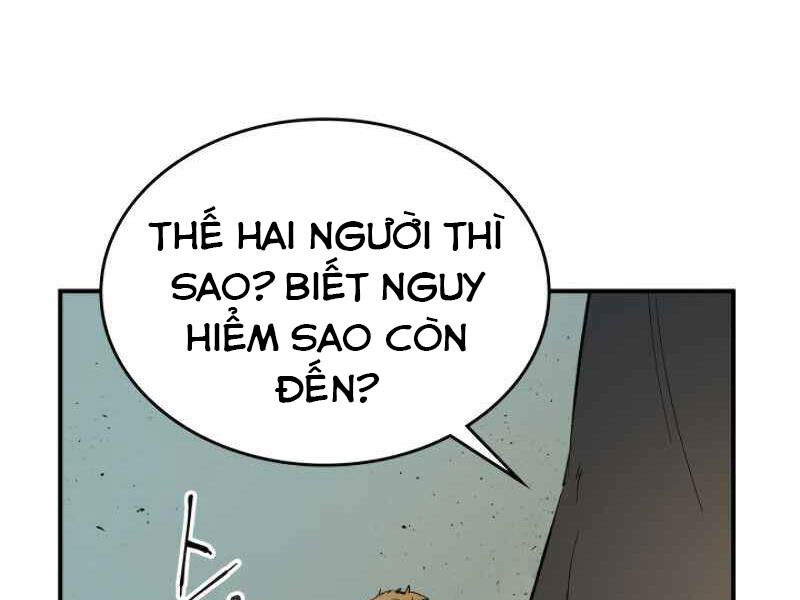 THẾ HAI NGƯỜI THÌ
SAO? BIẾT NGUY
HIỂM SAO CÒN
ĐẾN?